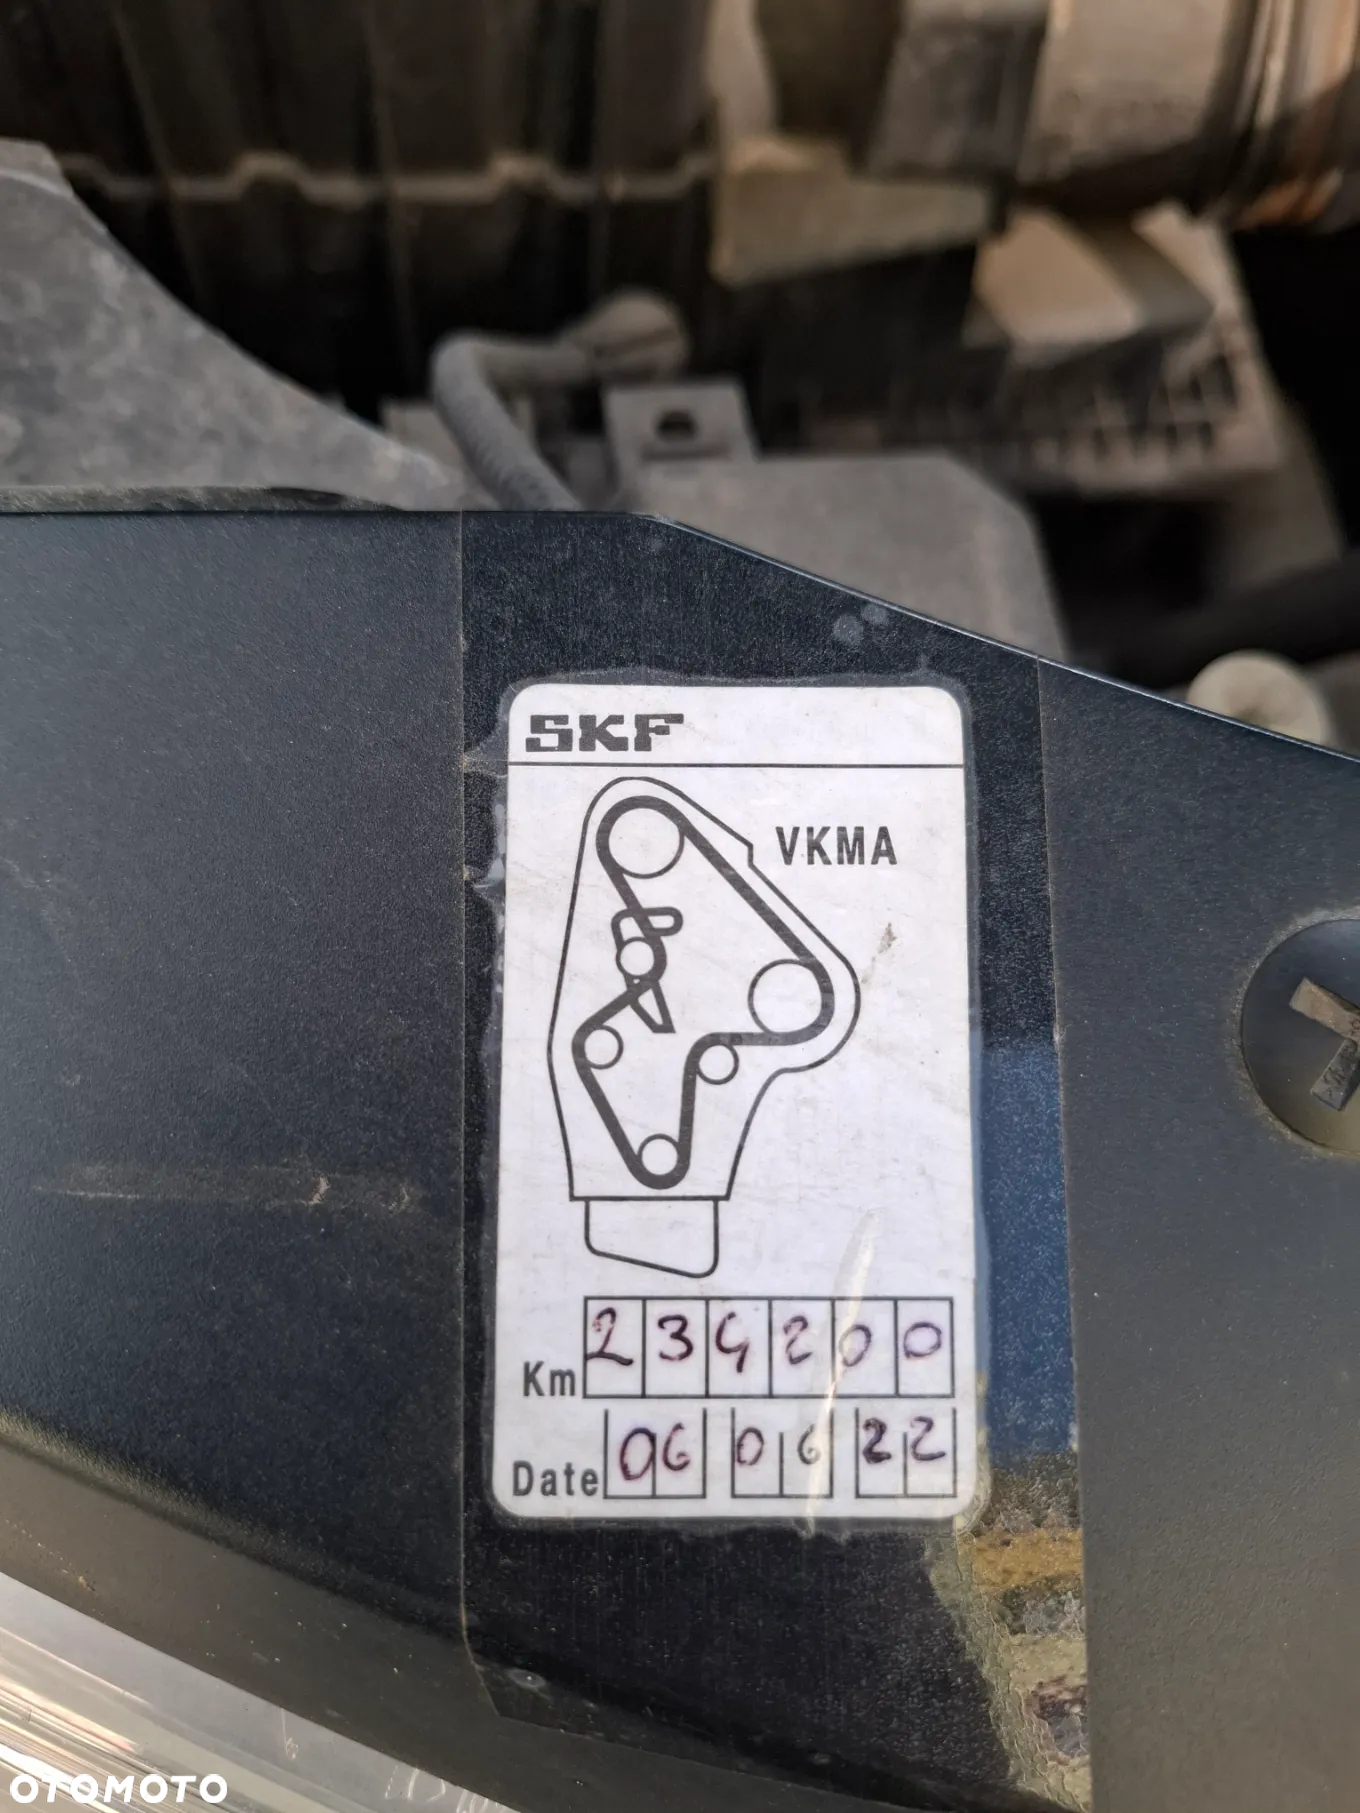 SKF
VKMA
Km 234200
Date 06 06 22
OTOMOTO